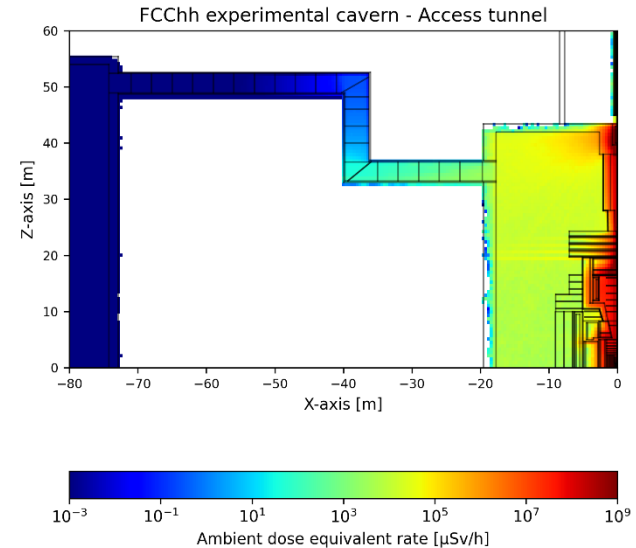 FCChh experimental cavern - Access tunnel
60
50
40
30
20
10
0
Z-axis [m]
−80 −70 −60 −50 −40 −30 −20 −10 0
X-axis [m]
10⁻³ 10⁻¹ 10¹ 10³ 10⁵ 10⁷ 10⁹
Ambient dose equivalent rate [µSv/h]